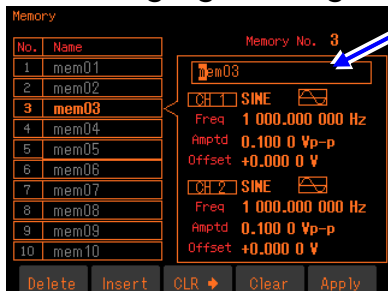 Memory
No. Name
1 mem01
2 mem02
3 mem03
4 mem04
5 mem05
6 mem06
7 mem07
8 mem08
9 mem09
10 mem10
Memory No. 3
mem03
CH 1 SINE
Freq 1 000.000 000 Hz
Amptd 0.100 0 Vp-p
Offset +0.000 0 V
CH 2 SINE
Freq 1 000.000 000 Hz
Amptd 0.100 0 Vp-p
Offset +0.000 0 V
Delete Insert CLR ➜ Clear Apply